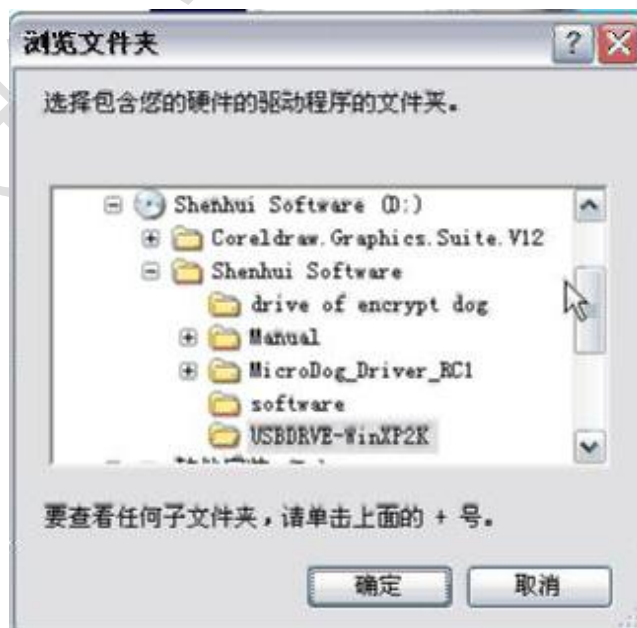 浏览文件夹
选择包含您的硬件的驱动程序的文件夹。
Shenhui Software (D:)
Coreldraw.Graphics.Suite.V12
Shenhui Software
drive of encrypt dog
Manual
MicroDog_Driver_RC1
software
USBDRVE-WinXP2K
要查看任何子文件夹，请单击上面的 + 号。
确定
取消